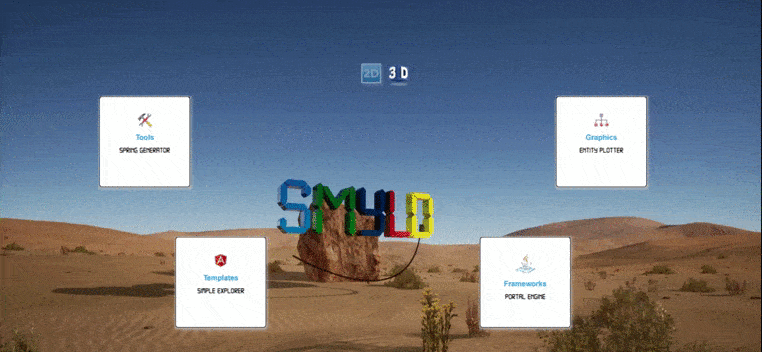 2D 3D
Tools
SPRING GENERATOR
Graphics
ENTITY PLOTTER
SMYLD
Templates
SIMPLE EXPLORER
Frameworks
PORTAL ENGINE